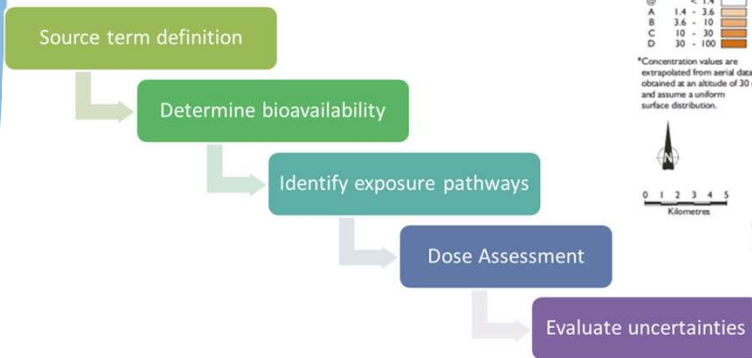 Source term definition
Determine bioavailability
Identify exposure pathways
Dose Assessment
Evaluate uncertainties
@ < 1.4
A 1.4 - 3.6
B 3.6 - 10
C 10 - 30
D 30 - 100
*Concentration values are
extrapolated from aerial data
obtained at an altitude of 30
and assume a uniform
surface distribution.
N
0 1 2 3 4 5
Kilometres